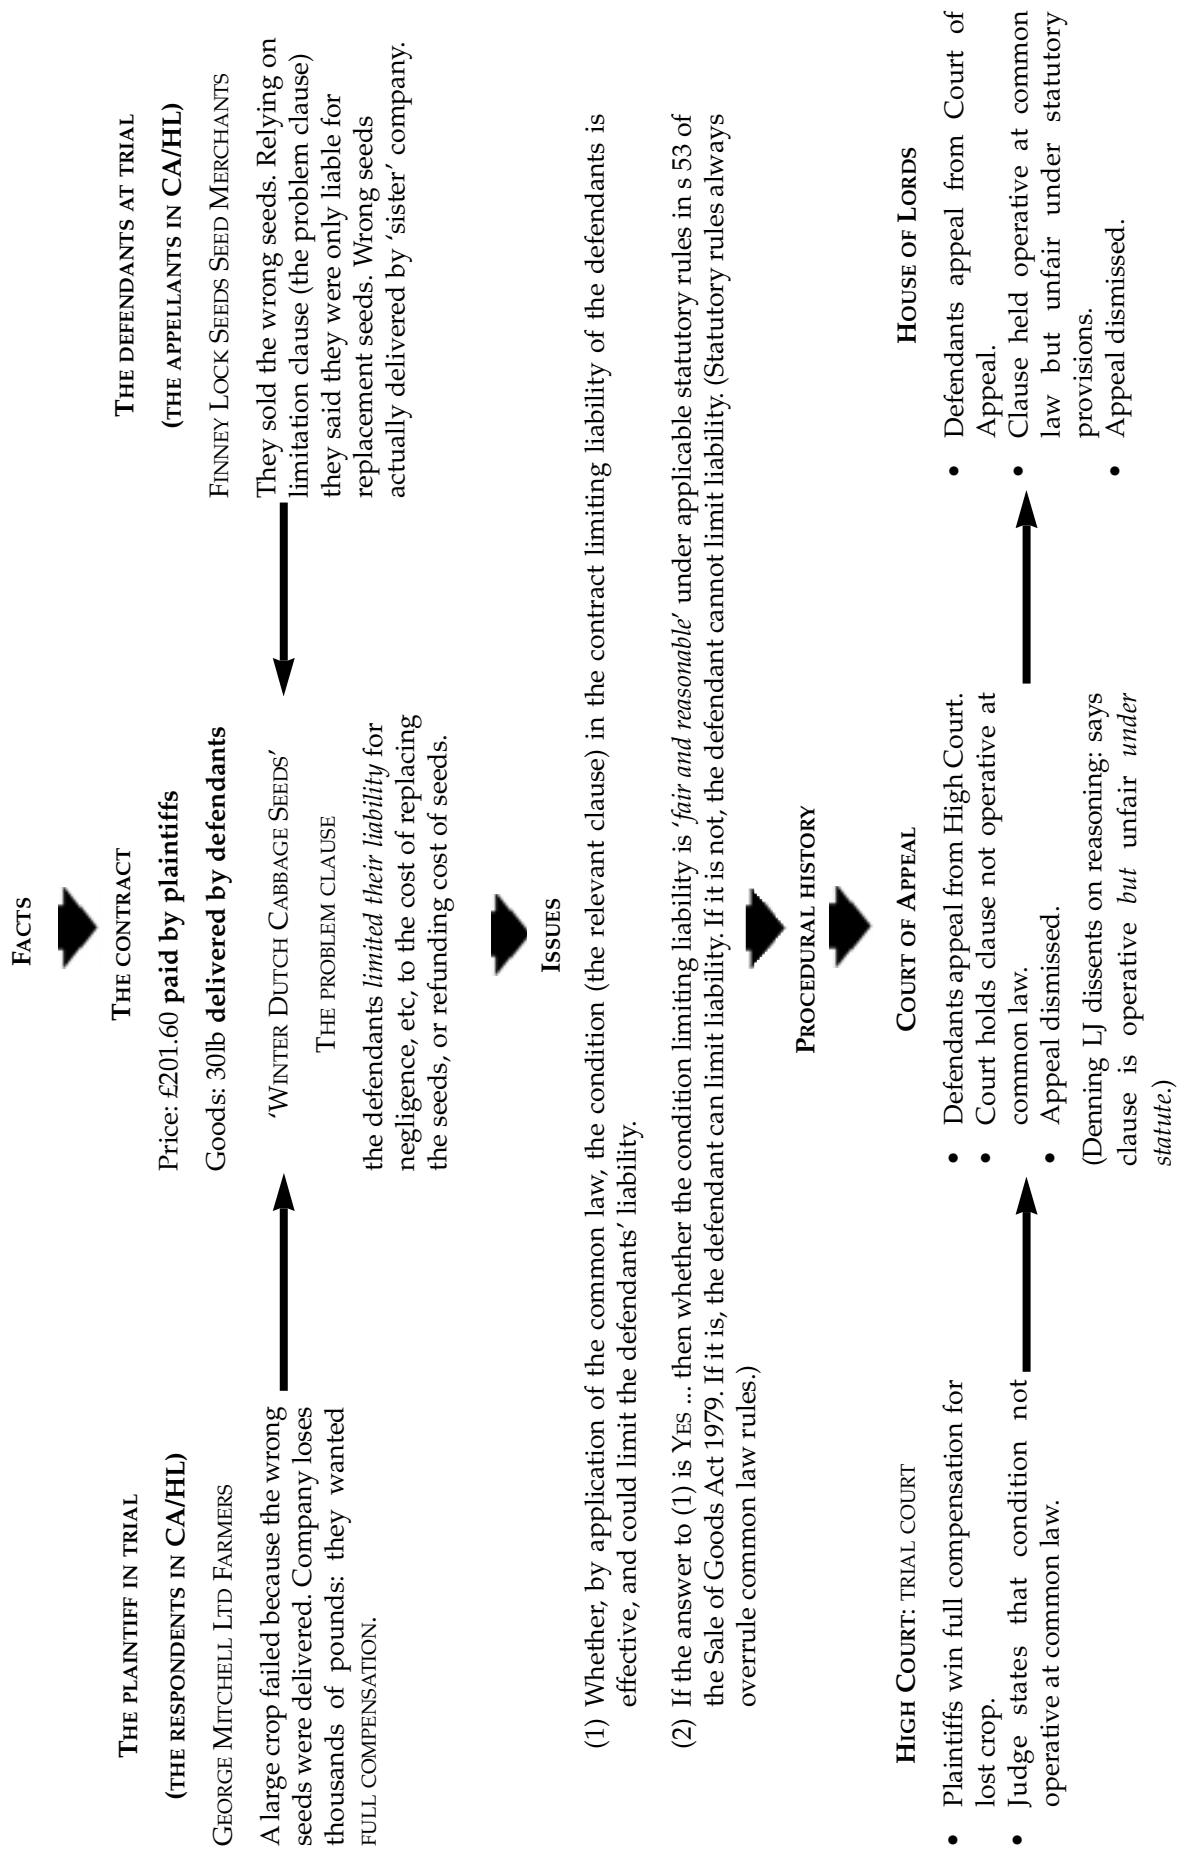 FACTS
THE PLAINTIFF IN TRIAL
(THE RESPONDENTS IN CA/HL)
GEORGE MITCHELL LTD FARMERS
A large crop failed because the wrong
seeds were delivered. Company loses
thousands of pounds: they wanted
FULL COMPENSATION.
THE CONTRACT
Price: £201.60 paid by plaintiffs
Goods: 30lb delivered by defendants
'WINTER DUTCH CABBAGE SEEDS'
THE PROBLEM CLAUSE
the defendants limited their liability for
negligence, etc, to the cost of replacing
the seeds, or refunding cost of seeds.
THE DEFENDANTS AT TRIAL
(THE APPELLANTS IN CA/HL)
FINNEY LOCK SEEDS SEED MERCHANTS
They sold the wrong seeds. Relying on
limitation clause (the problem clause)
they said they were only liable for
replacement seeds. Wrong seeds
actually delivered by 'sister' company.
ISSUES
(1) Whether, by application of the common law, the condition (the relevant clause) in the contract limiting liability of the defendants is
effective, and could limit the defendants' liability.
(2) If the answer to (1) is YES ... then whether the condition limiting liability is 'fair and reasonable' under applicable statutory rules in s 53 of
the Sale of Goods Act 1979. If it is, the defendant can limit liability. If it is not, the defendant cannot limit liability. (Statutory rules always
overrule common law rules.)
PROCEDURAL HISTORY
HIGH COURT: TRIAL COURT
• Plaintiffs win full compensation for
lost crop.
• Judge states that condition not
operative at common law.
COURT OF APPEAL
• Defendants appeal from High Court.
• Court holds clause not operative at
common law.
• Appeal dismissed.
(Denning LJ dissents on reasoning: says
clause is operative but unfair under
statute.)
HOUSE OF LORDS
• Defendants appeal from Court of
Appeal.
• Clause held operative at common
law but unfair under statutory
provisions.
• Appeal dismissed.